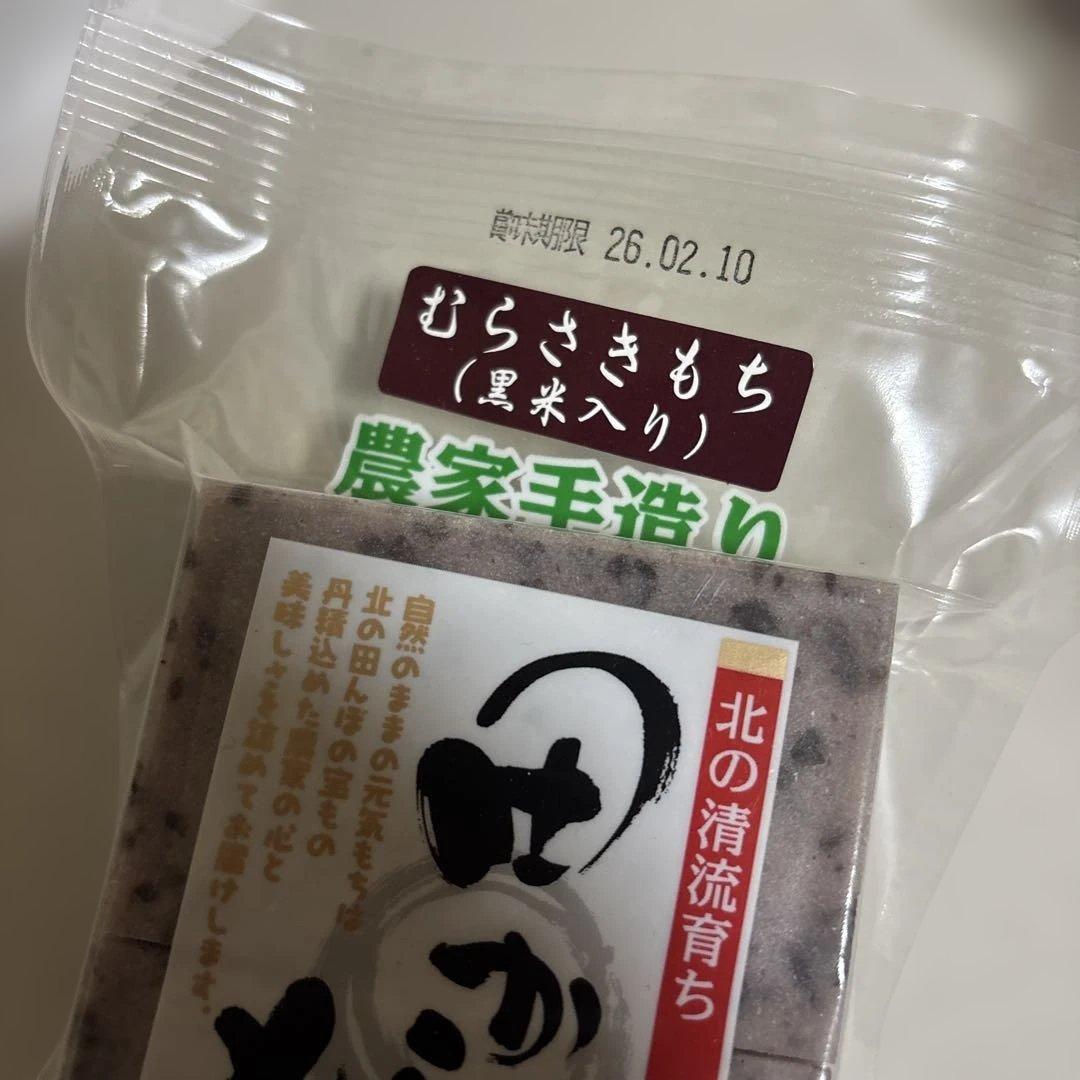 賞味期限 26.02.10
むらさきもち
(黒米入り)
農家手造り
北の清流育ち
自然のままの元気もちは
北の田んぼの宝もの
丹精込めた農家の心と
美味しさを詰めてお届けします。